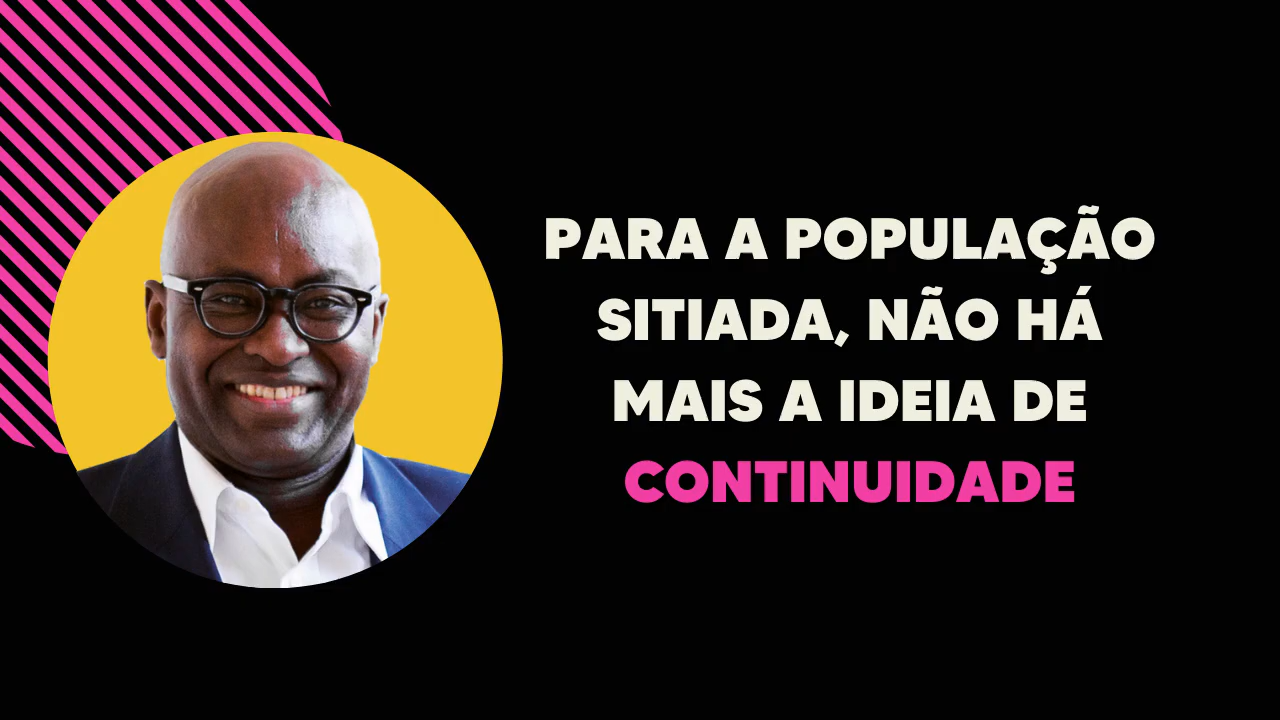 PARA A POPULAÇÃO
SITIADA, NÃO HÁ
MAIS A IDEIA DE
CONTINUIDADE